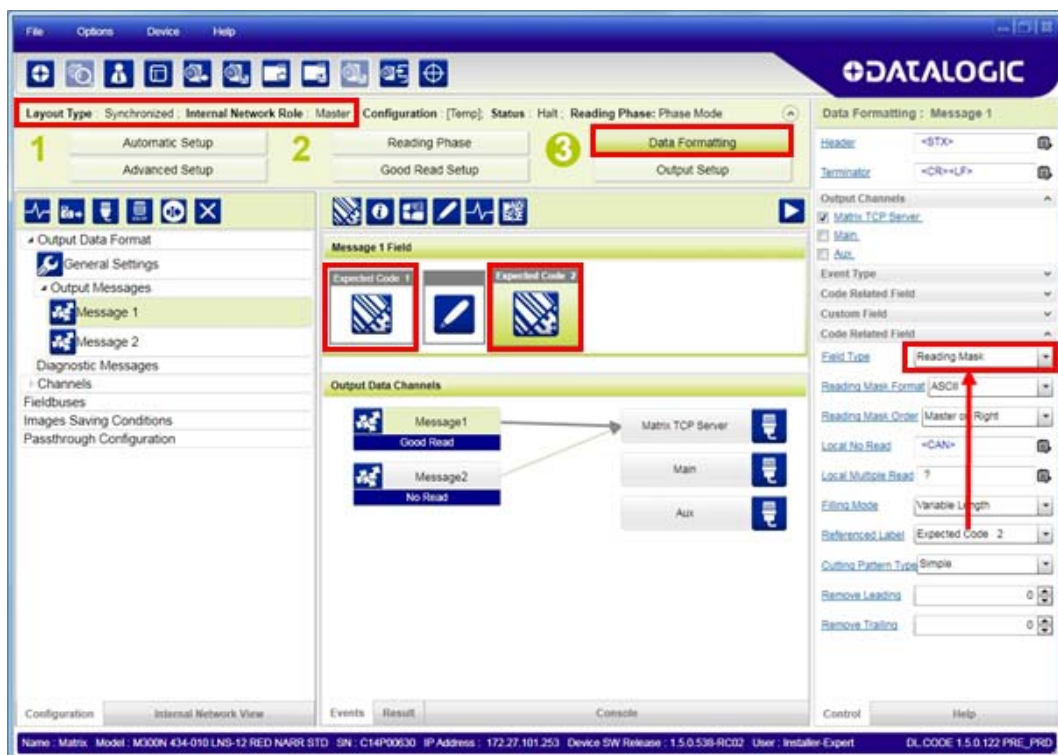 File Options Device Help
DATALOGIC
Layout Type : Synchronized ; Internal Network Role : Master Configuration : [Temp]; Status : Halt ; Reading Phase: Phase Mode
1 Automatic Setup
Advanced Setup
2 Reading Phase
Good Read Setup
3 Data Formatting
Output Setup
Output Data Format
General Settings
Output Messages
Message 1
Message 2
Diagnostic Messages
Channels
Fieldbuses
Images Saving Conditions
Passthrough Configuration
Configuration Internal Network View
Message 1 Field
Expected Code 1
Expected Code 2
Output Data Channels
Message1
Good Read
Message2
No Read
Matrix TCP Server
Main
Aux
Events Result Console
Data Formatting : Message 1
Header <STX>
Terminator <CR><LF>
Output Channels
Matrix TCP Server
Main
Aux
Event Type
Code Related Field
Custom Field
Code Related Field
Field Type Reading Mask
Reading Mask Format ASCII
Reading Mask Order Master on Right
Local No Read <CAN>
Local Multiple Read ?
Filling Mode Variable Length
Referenced Label Expected Code 2
Cutting Pattern Type Simple
Remove Leading 0
Remove Trailing 0
Control Help
Name : Matrix Model : M300N 434-010 LNS-12 RED NARR STD SN : C14P00630 IP Address : 172.27.101.253 Device SW Release : 1.5.0.538-RC02 User : Installer-Expert DL.CODE 1.5.0.122 PRE_PRD